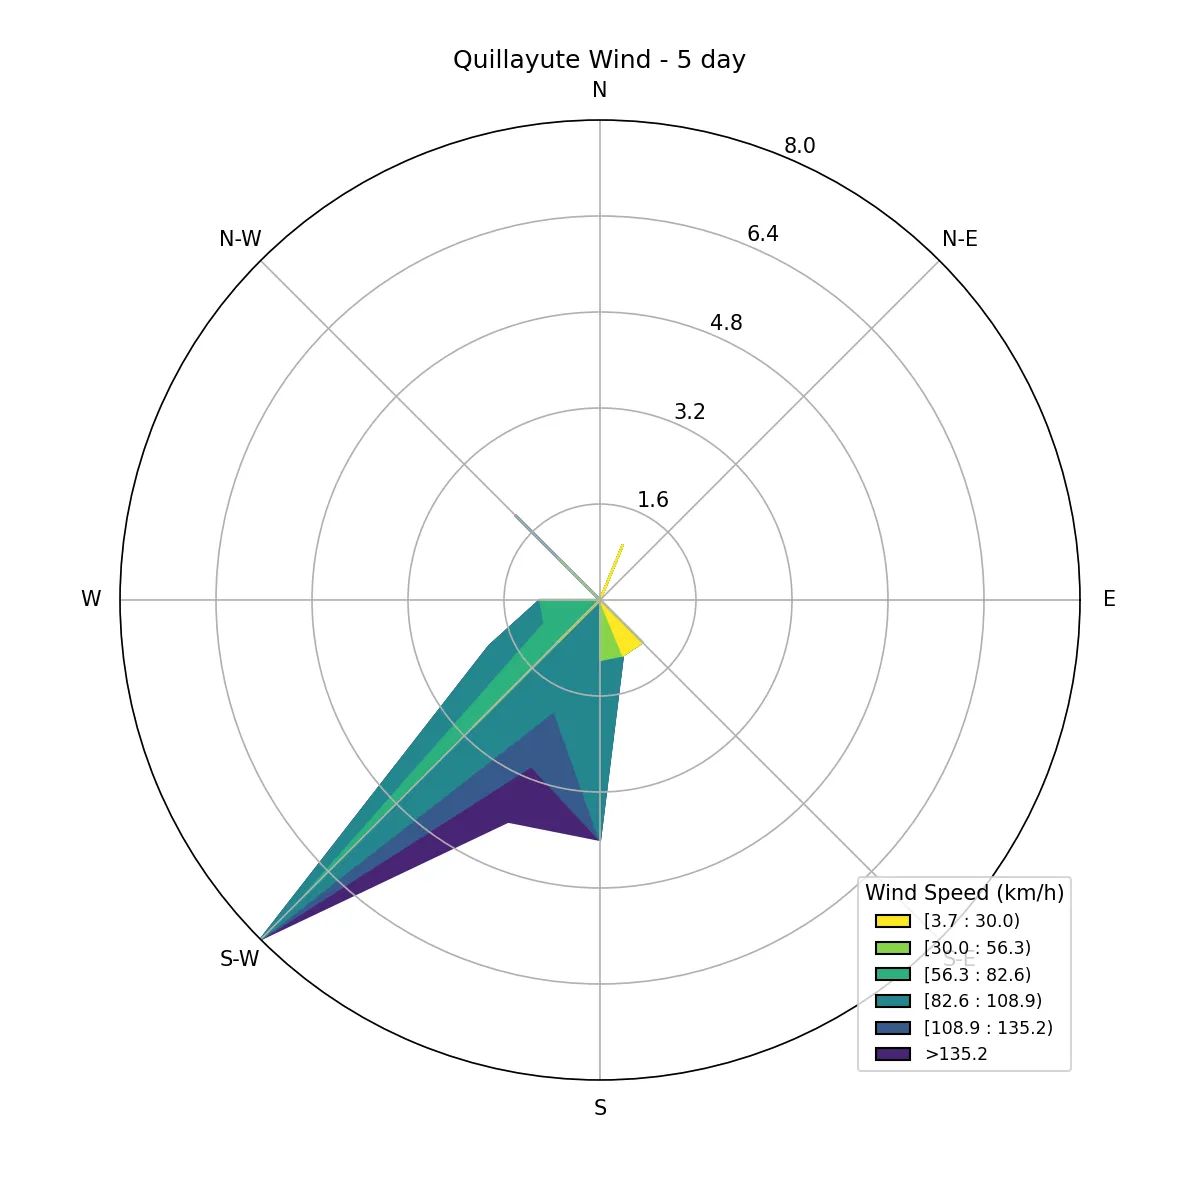 Quillayute Wind - 5 day
N
8.0
N-W
6.4
N-E
4.8
3.2
1.6
W
E
S-W
S-E
S
Wind Speed (km/h)
[3.7 : 30.0)
[30.0 : 56.3)
[56.3 : 82.6)
[82.6 : 108.9)
[108.9 : 135.2)
>135.2